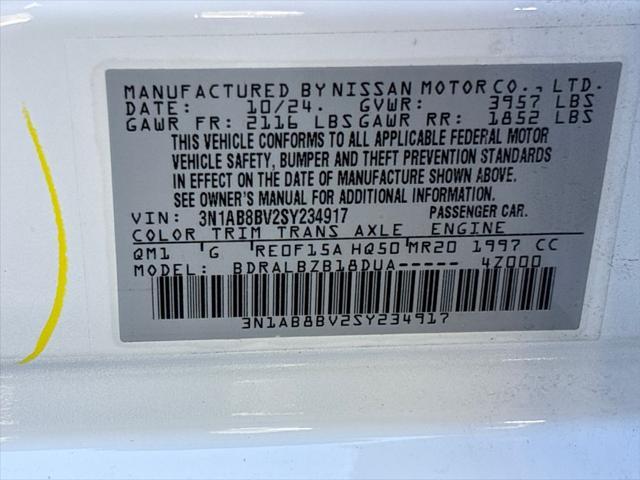 MANUFACTURED BY NISSAN MOTOR CO., LTD.
DATE: 10/24. GVWR: 3957 LBS
GAWR FR: 2116 LBS GAWR RR: 1852 LBS
THIS VEHICLE CONFORMS TO ALL APPLICABLE FEDERAL MOTOR
VEHICLE SAFETY, BUMPER AND THEFT PREVENTION STANDARDS
IN EFFECT ON THE DATE OF MANUFACTURE SHOWN ABOVE.
SEE OWNER'S MANUAL FOR ADDITIONAL INFORMATION.
VIN: 3N1AB8BV2SY234917 PASSENGER CAR.
COLOR TRIM TRANS AXLE ENGINE
QM1 G RE0F15A HQ50 MR20 1997 CC
MODEL: BDRALBZB18DUA----- 4Z000
3N1AB8BV2SY234917